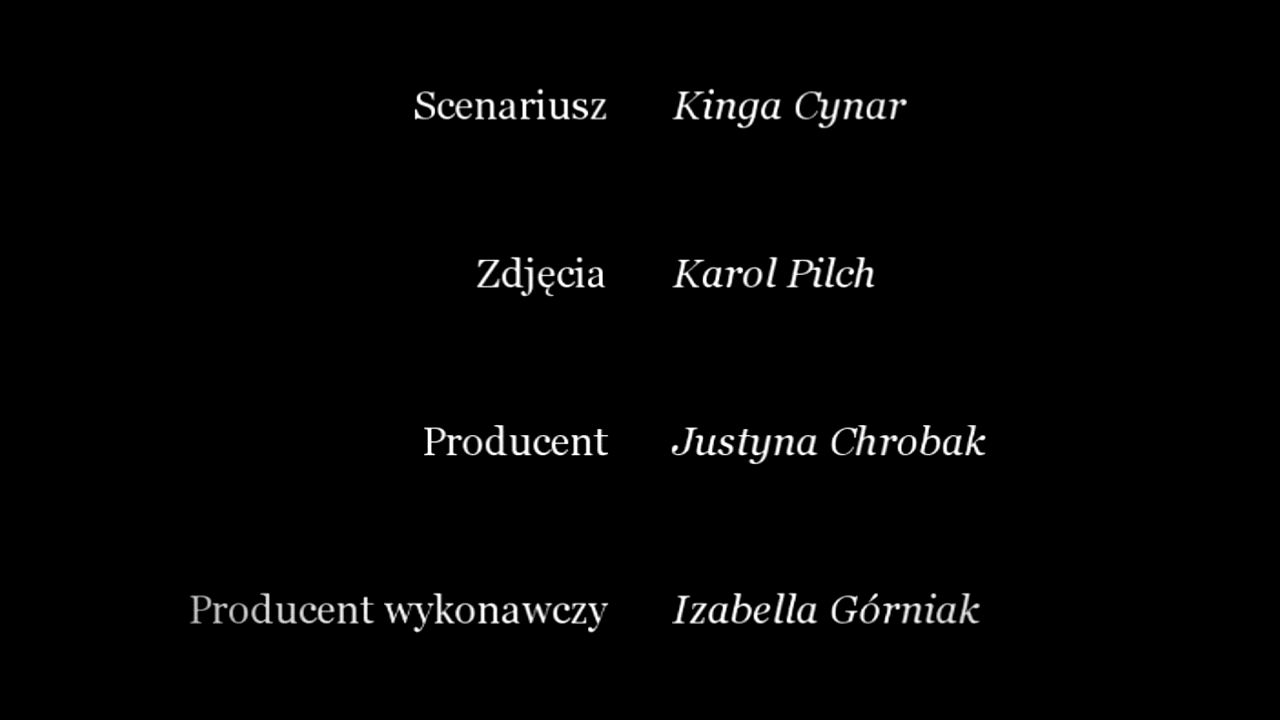 Scenariusz Kinga Cynar
Zdjęcia Karol Pilch
Producent Justyna Chrobak
Producent wykonawczy Izabella Górniak